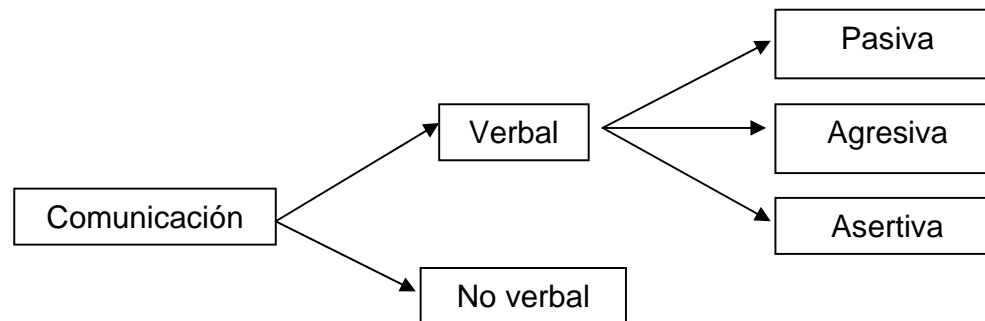 Comunicación
Verbal
No verbal
Pasiva
Agresiva
Asertiva